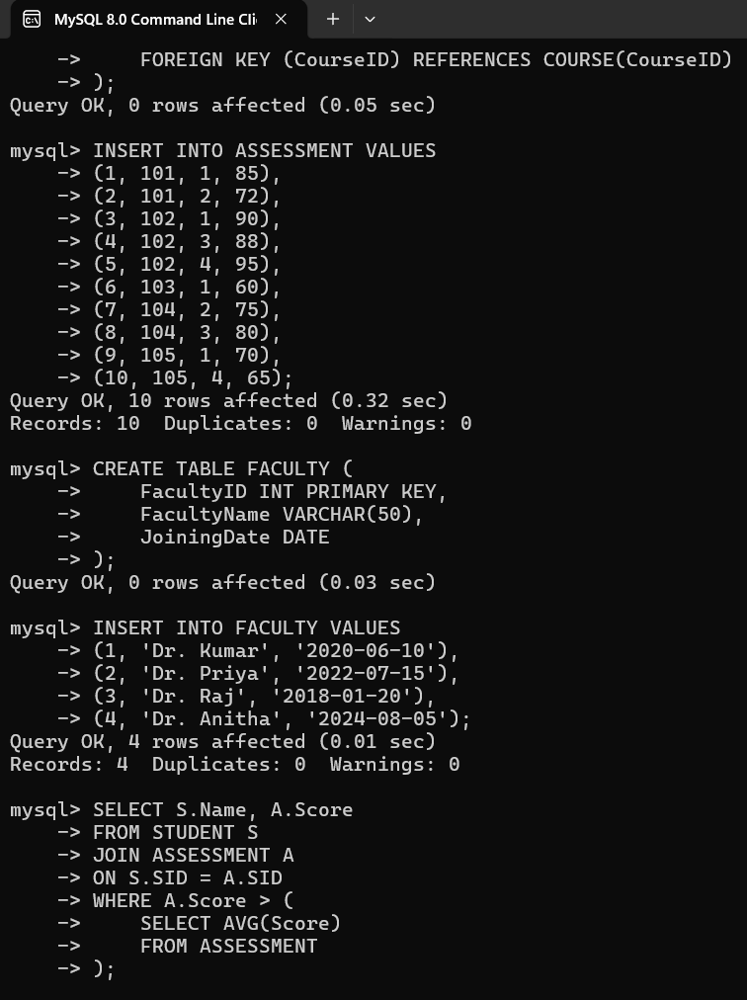 MySQL 8.0 Command Line Cli
    ->     FOREIGN KEY (CourseID) REFERENCES COURSE(CourseID)
    -> );
Query OK, 0 rows affected (0.05 sec)
mysql> INSERT INTO ASSESSMENT VALUES
    -> (1, 101, 1, 85),
    -> (2, 101, 2, 72),
    -> (3, 102, 1, 90),
    -> (4, 102, 3, 88),
    -> (5, 102, 4, 95),
    -> (6, 103, 1, 60),
    -> (7, 104, 2, 75),
    -> (8, 104, 3, 80),
    -> (9, 105, 1, 70),
    -> (10, 105, 4, 65);
Query OK, 10 rows affected (0.32 sec)
Records: 10  Duplicates: 0  Warnings: 0
mysql> CREATE TABLE FACULTY (
    ->     FacultyID INT PRIMARY KEY,
    ->     FacultyName VARCHAR(50),
    ->     JoiningDate DATE
    -> );
Query OK, 0 rows affected (0.03 sec)
mysql> INSERT INTO FACULTY VALUES
    -> (1, 'Dr. Kumar', '2020-06-10'),
    -> (2, 'Dr. Priya', '2022-07-15'),
    -> (3, 'Dr. Raj', '2018-01-20'),
    -> (4, 'Dr. Anitha', '2024-08-05');
Query OK, 4 rows affected (0.01 sec)
Records: 4  Duplicates: 0  Warnings: 0
mysql> SELECT S.Name, A.Score
    -> FROM STUDENT S
    -> JOIN ASSESSMENT A
    -> ON S.SID = A.SID
    -> WHERE A.Score > (
    ->     SELECT AVG(Score)
    ->     FROM ASSESSMENT
    -> );